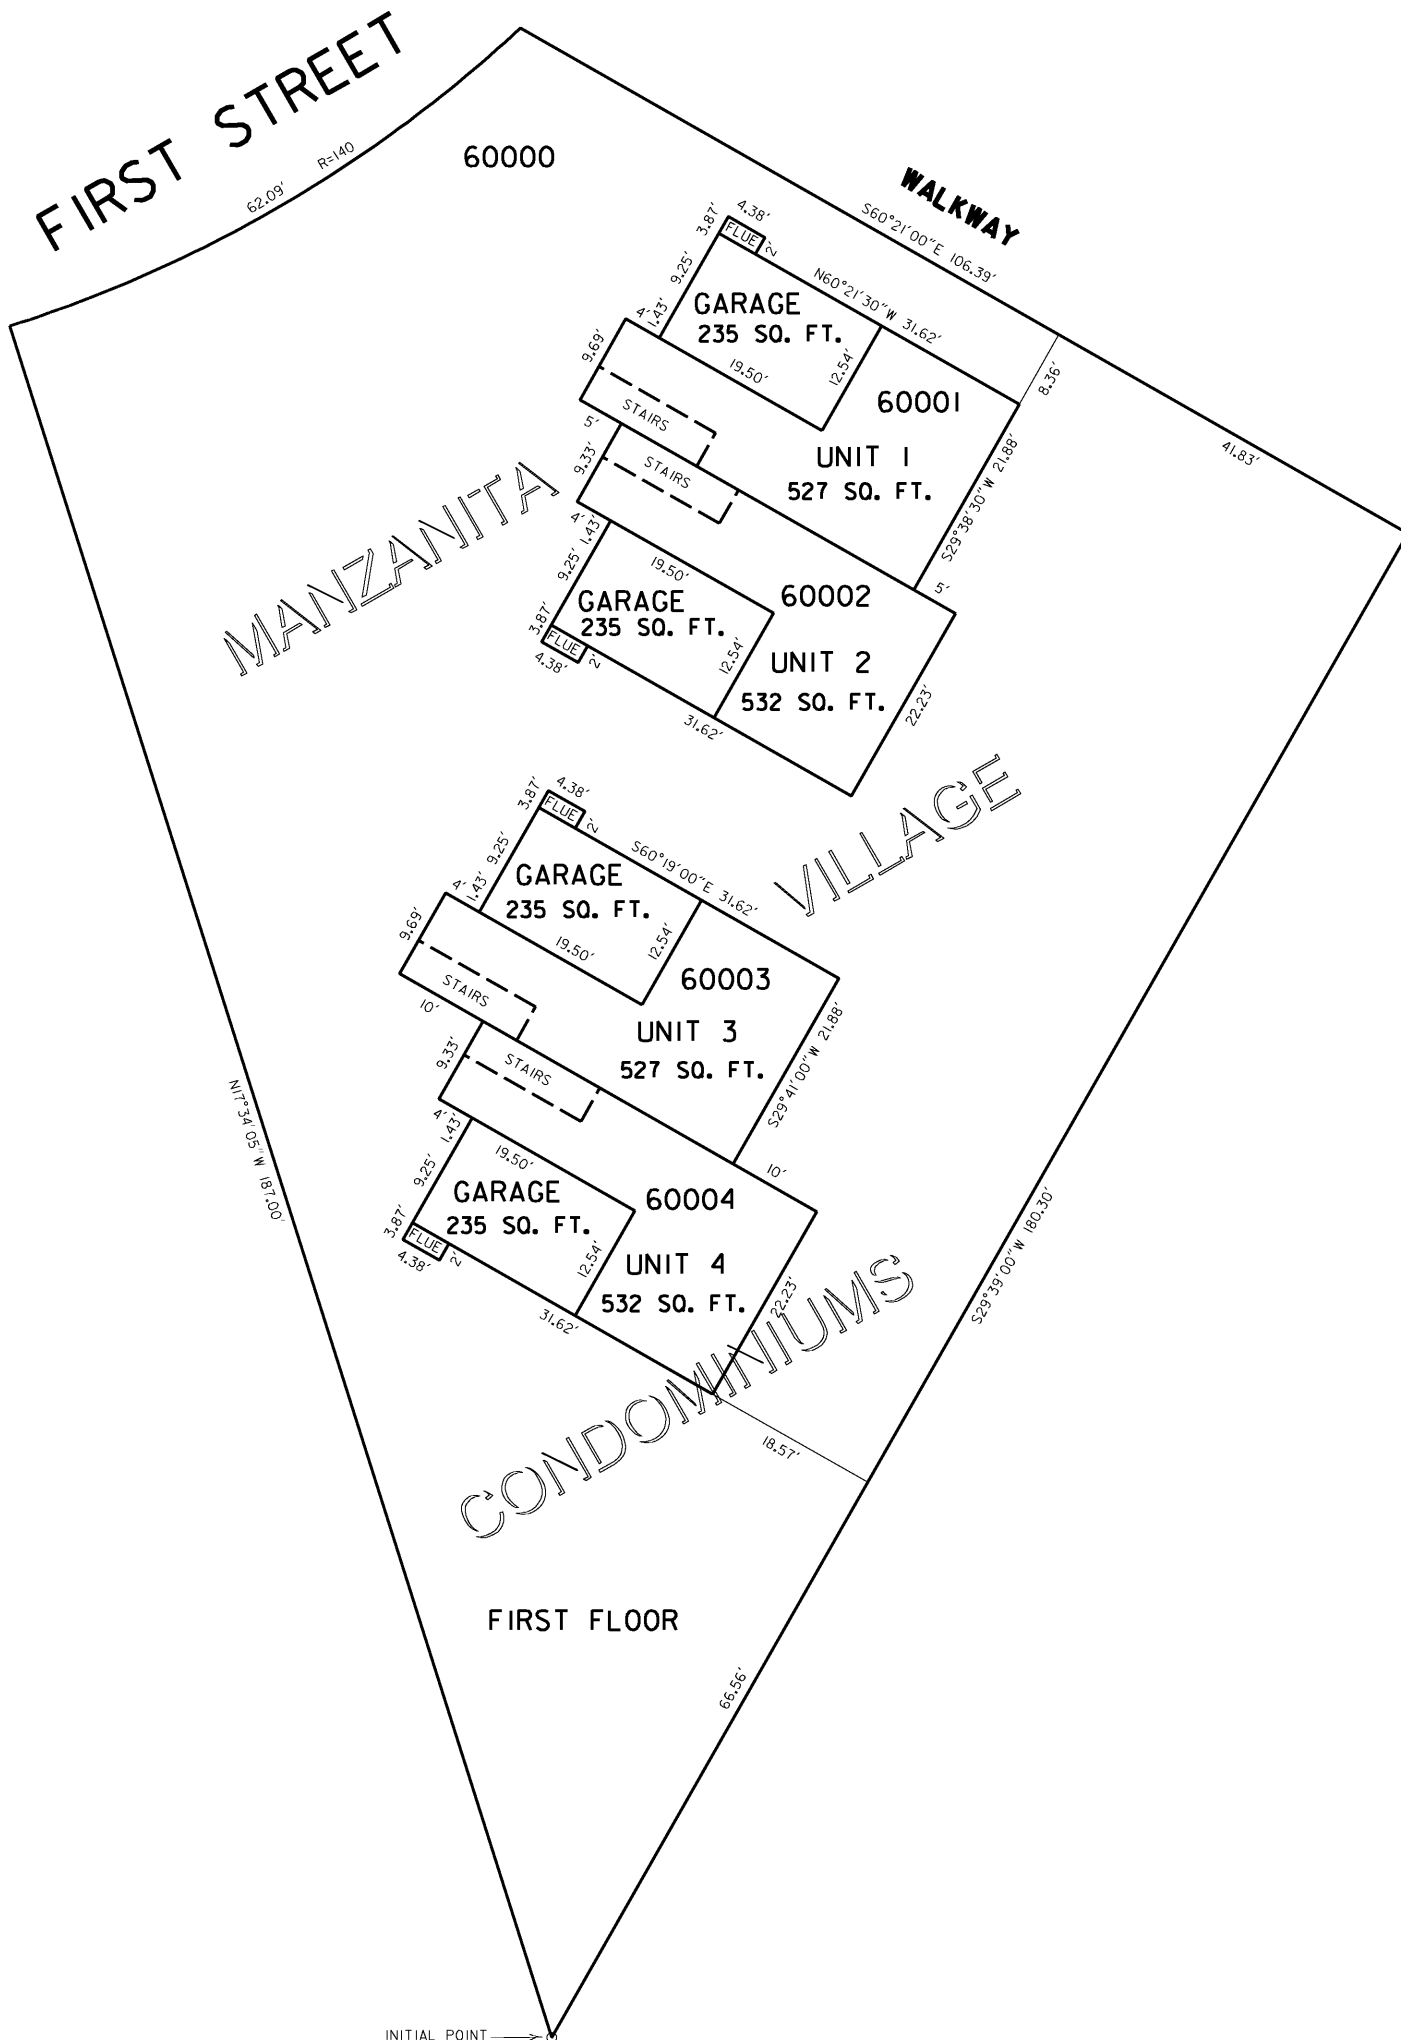 FIRST STREET
R=140
62.09'
60000
WALKWAY
S60°21'00"E 106.39'
8.36'
41.83'
4.38'
3.87'
FLUE
2'
9.25'
N60°21'30"W 31.62'
GARAGE
235 SQ. FT.
4'
1.43'
9.69'
19.50'
12.54'
STAIRS
60001
UNIT 1
527 SQ. FT.
S29°38'30"W 21.88'
5'
9.33'
STAIRS
5'
4'
1.43'
9.25'
19.50'
60002
GARAGE
235 SQ. FT.
3.87'
FLUE
4.38'
2'
12.54'
UNIT 2
532 SQ. FT.
22.23'
31.62'
MANZANITA
VILLAGE
CONDOMINIUMS
4.38'
3.87'
FLUE
2'
9.25'
S60°19'00"E 31.62'
GARAGE
235 SQ. FT.
4'
1.43'
9.69'
19.50'
12.54'
STAIRS
60003
UNIT 3
527 SQ. FT.
S29°41'00"W 21.88'
10'
9.33'
STAIRS
10'
4'
1.43'
9.25'
19.50'
60004
GARAGE
235 SQ. FT.
3.87'
FLUE
4.38'
2'
12.54'
UNIT 4
532 SQ. FT.
22.23'
31.62'
N17°34'05"W 187.00'
S29°39'00"W 180.30'
18.57'
FIRST FLOOR
66.56'
INITIAL POINT